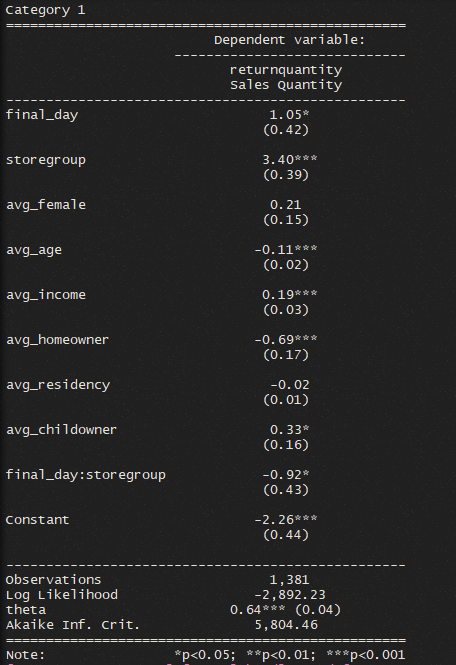 Category 1
==================================================
Dependent variable:
---------------------------------
returnquantity
Sales Quantity
--------------------------------------------------
final_day 1.05*
(0.42)
storegroup 3.40***
(0.39)
avg_female 0.21
(0.15)
avg_age -0.11***
(0.02)
avg_income 0.19***
(0.03)
avg_homeowner -0.69***
(0.17)
avg_residency -0.02
(0.01)
avg_childowner 0.33*
(0.16)
final_day:storegroup -0.92*
(0.43)
Constant -2.26***
(0.44)
--------------------------------------------------
Observations 1,381
Log Likelihood -2,892.23
theta 0.64*** (0.04)
Akaike Inf. Crit. 5,804.46
==================================================
Note: *p<0.05; **p<0.01; ***p<0.001